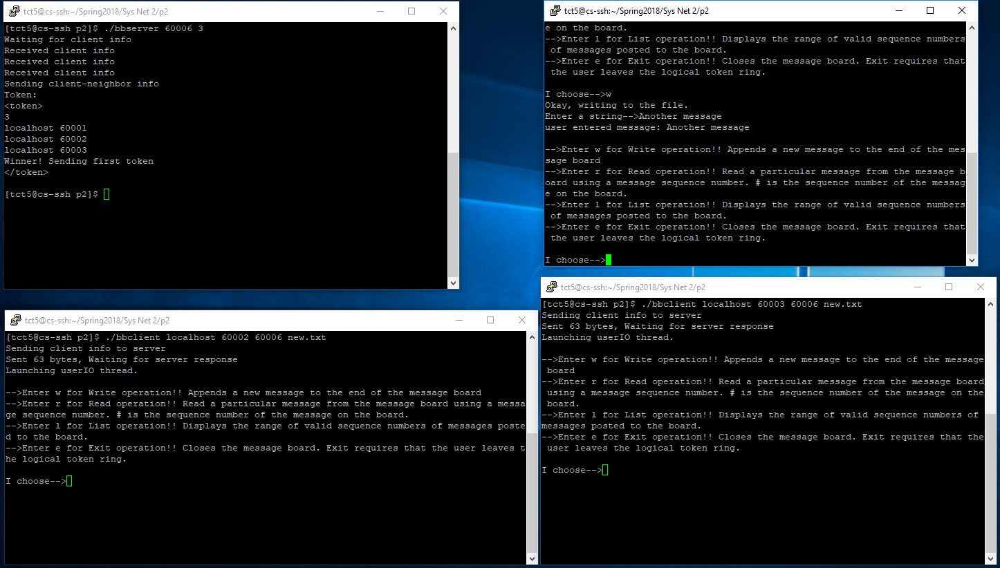 tct5@cs-ssh:~/Spring2018/Sys Net 2/p2
[tct5@cs-ssh p2]$ ./bbserver 60006 3
Waiting for client info
Received client info
Received client info
Received client info
Sending client-neighbor info
Token:
<token>
3
localhost 60001
localhost 60002
localhost 60003
Winner! Sending first token
</token>
[tct5@cs-ssh p2]$
tct5@cs-ssh:~/Spring2018/Sys Net 2/p2
e on the board.
-->Enter l for List operation!! Displays the range of valid sequence numbers
 of messages posted to the board.
-->Enter e for Exit operation!! Closes the message board. Exit requires that
 the user leaves the logical token ring.
I choose-->w
Okay, writing to the file.
Enter a string-->Another message
user entered message: Another message
-->Enter w for Write operation!! Appends a new message to the end of the mes
sage board
-->Enter r for Read operation!! Read a particular message from the message b
oard using a message sequence number. # is the sequence number of the messag
e on the board.
-->Enter l for List operation!! Displays the range of valid sequence numbers
 of messages posted to the board.
-->Enter e for Exit operation!! Closes the message board. Exit requires that
 the user leaves the logical token ring.
I choose-->
tct5@cs-ssh:~/Spring2018/Sys Net 2/p2
[tct5@cs-ssh p2]$ ./bbclient localhost 60002 60006 new.txt
Sending client info to server
Sent 63 bytes, Waiting for server response
Launching userIO thread.
-->Enter w for Write operation!! Appends a new message to the end of the message board
-->Enter r for Read operation!! Read a particular message from the message board using a messa
ge sequence number. # is the sequence number of the message on the board.
-->Enter l for List operation!! Displays the range of valid sequence numbers of messages poste
d to the board.
-->Enter e for Exit operation!! Closes the message board. Exit requires that the user leaves t
he logical token ring.
I choose-->
tct5@cs-ssh:~/Spring2018/Sys Net 2/p2
[tct5@cs-ssh p2]$ ./bbclient localhost 60003 60006 new.txt
Sending client info to server
Sent 63 bytes, Waiting for server response
Launching userIO thread.
-->Enter w for Write operation!! Appends a new message to the end of the message
 board
-->Enter r for Read operation!! Read a particular message from the message board
 using a message sequence number. # is the sequence number of the message on the
 board.
-->Enter l for List operation!! Displays the range of valid sequence numbers of
messages posted to the board.
-->Enter e for Exit operation!! Closes the message board. Exit requires that the
 user leaves the logical token ring.
I choose-->